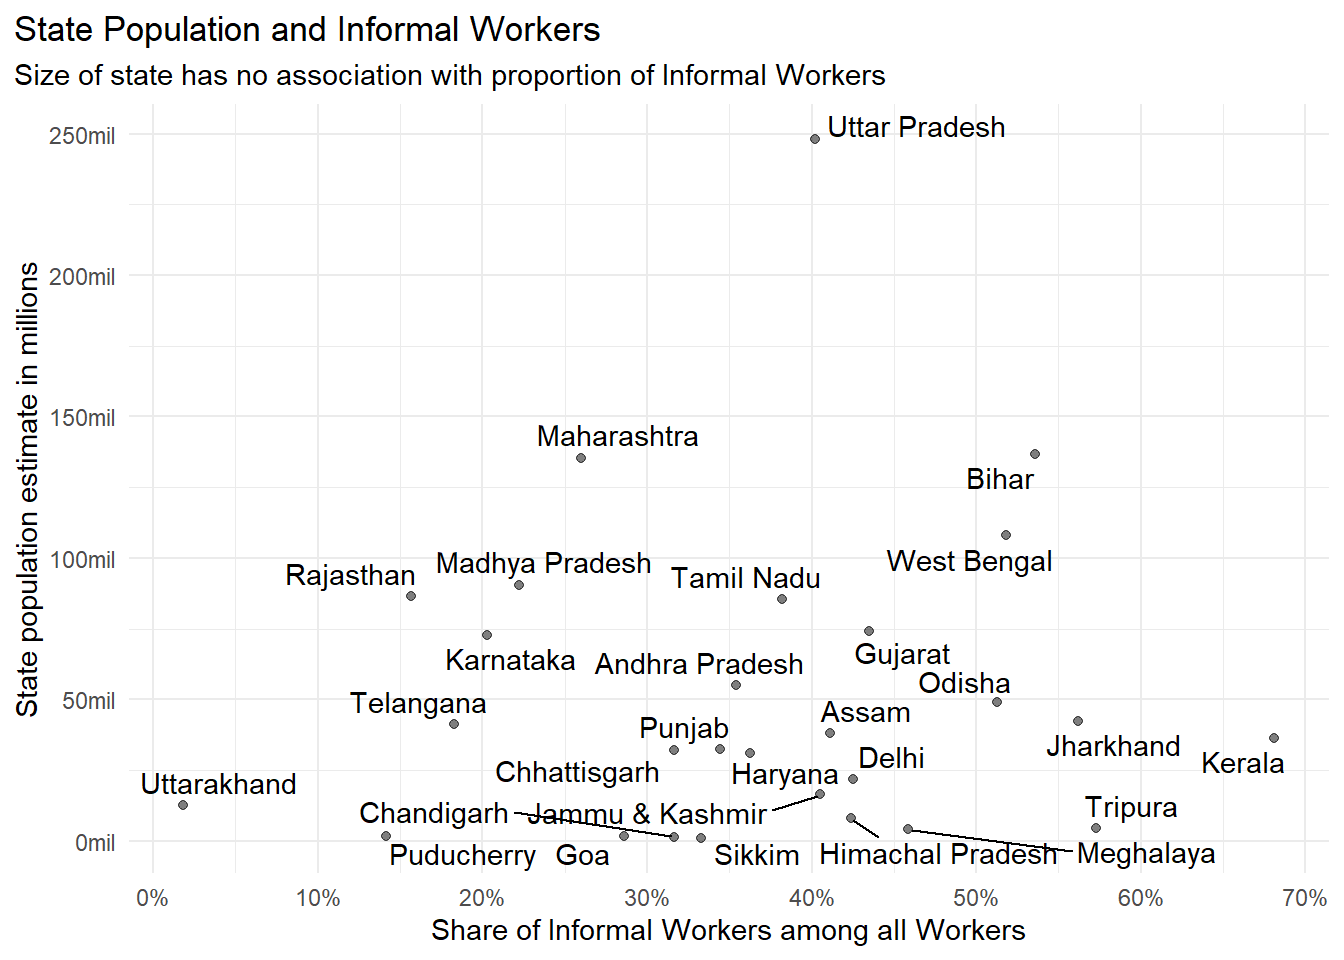 State Population and Informal Workers
Size of state has no association with proportion of Informal Workers
State population estimate in millions
250mil
200mil
150mil
100mil
50mil
0mil
Uttar Pradesh
Maharashtra
Bihar
West Bengal
Madhya Pradesh
Rajasthan
Tamil Nadu
Karnataka
Andhra Pradesh
Gujarat
Odisha
Telangana
Assam
Punjab
Jharkhand
Delhi
Kerala
Chhattisgarh
Haryana
Uttarakhand
Tripura
Chandigarh
Jammu & Kashmir
Puducherry
Goa
Sikkim
Himachal Pradesh
Meghalaya
0%
10%
20%
30%
40%
50%
60%
70%
Share of Informal Workers among all Workers